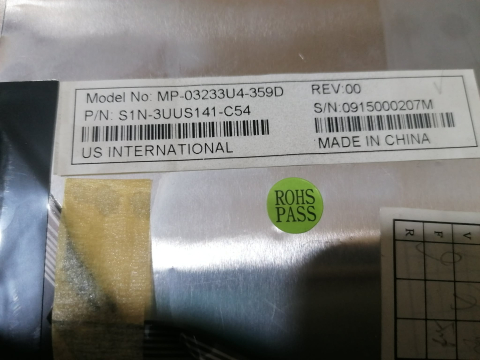 Model No: MP-03233U4-359D REV:00
P/N: S1N-3UUS141-C54 S/N:0915000207M
US INTERNATIONAL MADE IN CHINA
ROHS
PASS
V
F
R